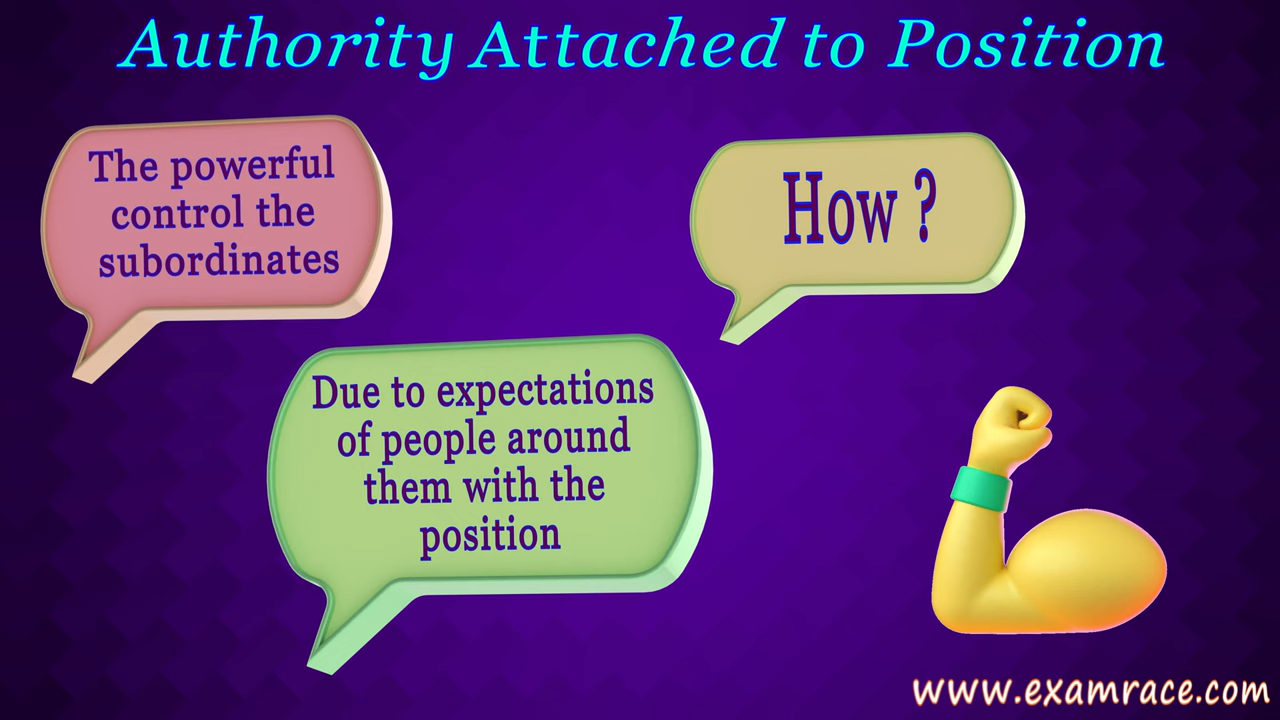 Authority Attached to Position
The powerful
control the
subordinates
How ?
Due to expectations
of people around
them with the
position
www.examrace.com